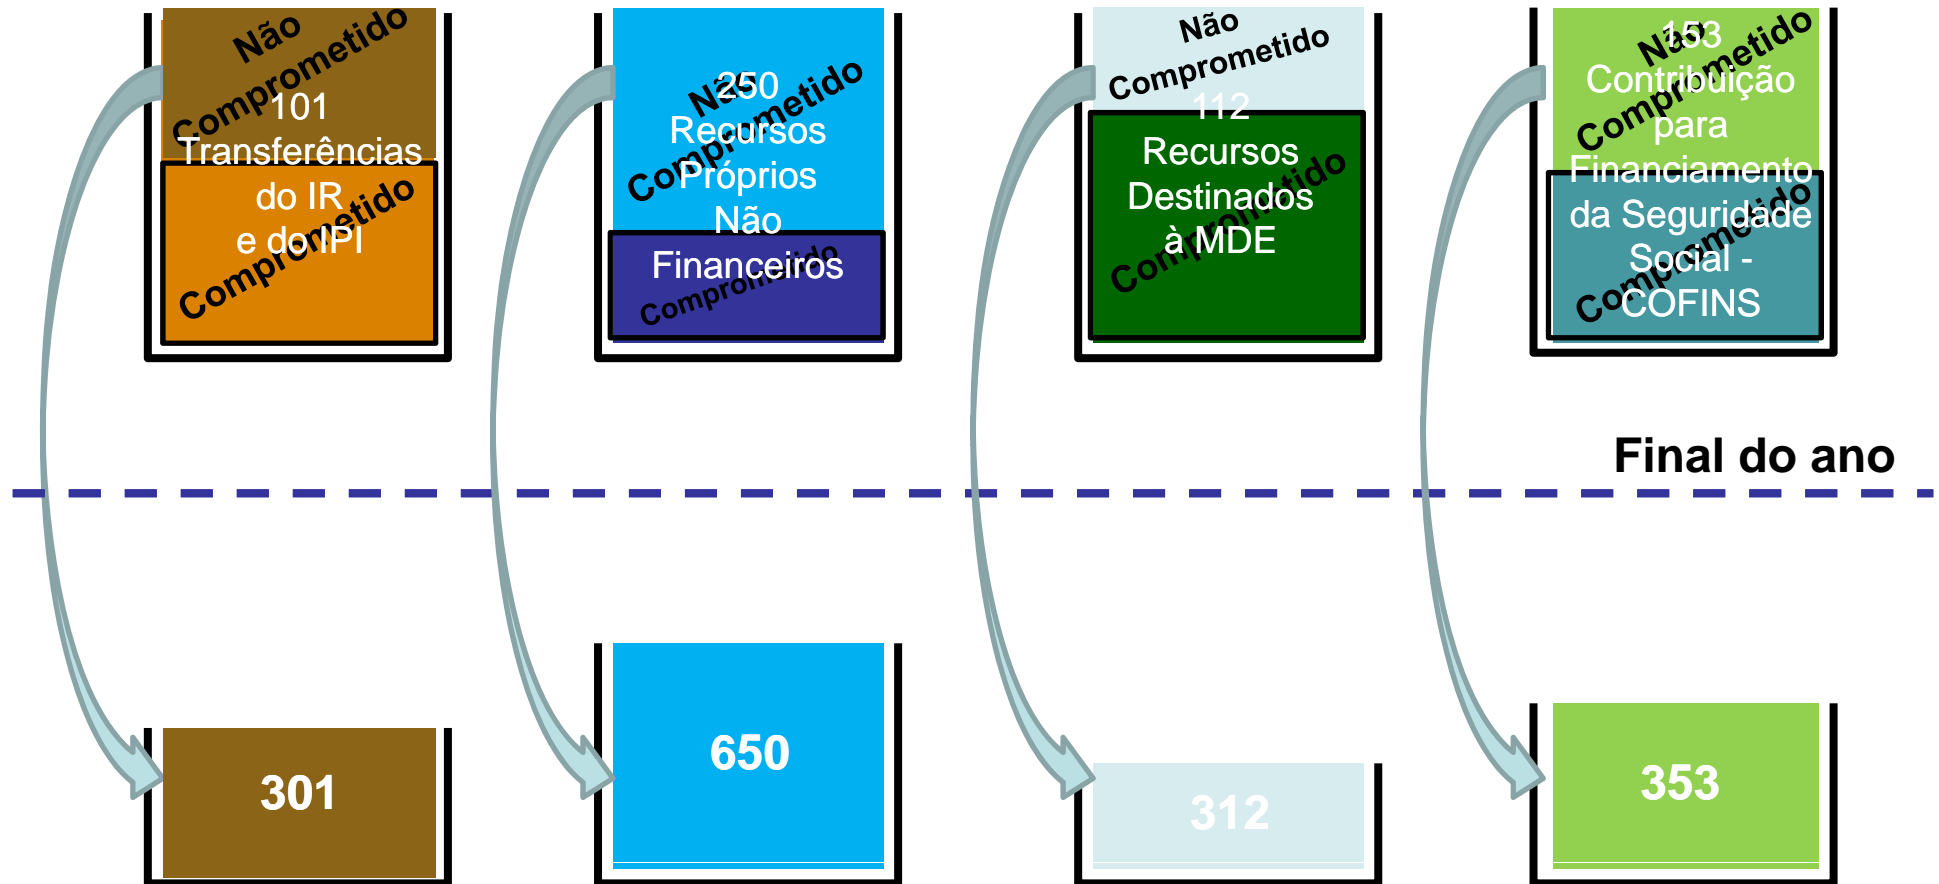 Não
Comprometido
101
Transferências
do IR
e do IPI
Comprometido
Não
Comprometido
250
Recursos
Próprios
Não
Financeiros
Comprometido
Não
Comprometido
112
Recursos
Destinados
à MDE
Comprometido
Não
Comprometido
153
Contribuição
para
Financiamento
da Seguridade
Social -
COFINS
Comprometido
Final do ano
301
650
312
353